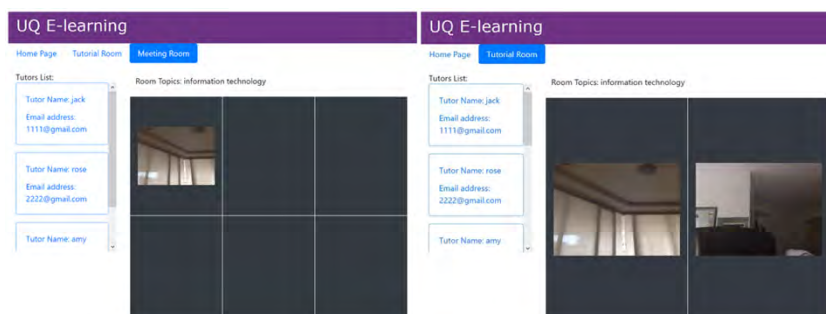 UQ E-learning
Home Page Tutorial Room Meeting Room
Tutors List:
Room Topics: information technology
Tutor Name: jack
Email address:
1111@gmail.com
Tutor Name: rose
Email address:
2222@gmail.com
Tutor Name: amy
UQ E-learning
Home Page Tutorial Room
Tutors List:
Room Topics: information technology
Tutor Name: jack
Email address:
1111@gmail.com
Tutor Name: rose
Email address:
2222@gmail.com
Tutor Name: amy